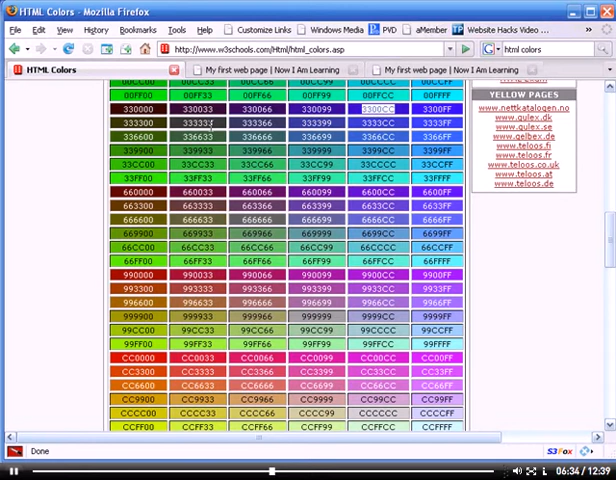 HTML Colors - Mozilla Firefox
File Edit View History Bookmarks Tools Help Customize Links Windows Media PVD aMember Website Hacks Video
http://www.w3schools.com/Html/html_colors.asp html colors
HTML Colors My first web page | Now I Am Learning My first web page | Now I Am Learning
00CC00 00CC33 00CC66 00CC99 00CCCC 00CCFF
00FF00 00FF33 00FF66 00FF99 00FFCC 00FFFF
330000 330033 330066 330099 3300CC 3300FF
333300 333333 333366 333399 3333CC 3333FF
336600 336633 336666 336699 3366CC 3366FF
339900 339933 339966 339999 3399CC 3399FF
33CC00 33CC33 33CC66 33CC99 33CCCC 33CCFF
33FF00 33FF33 33FF66 33FF99 33FFCC 33FFFF
660000 660033 660066 660099 6600CC 6600FF
663300 663333 663366 663399 6633CC 6633FF
666600 666633 666666 666699 6666CC 6666FF
669900 669933 669966 669999 6699CC 6699FF
66CC00 66CC33 66CC66 66CC99 66CCCC 66CCFF
66FF00 66FF33 66FF66 66FF99 66FFCC 66FFFF
990000 990033 990066 990099 9900CC 9900FF
993300 993333 993366 993399 9933CC 9933FF
996600 996633 996666 996699 9966CC 9966FF
999900 999933 999966 999999 9999CC 9999FF
99CC00 99CC33 99CC66 99CC99 99CCCC 99CCFF
99FF00 99FF33 99FF66 99FF99 99FFCC 99FFFF
CC0000 CC0033 CC0066 CC0099 CC00CC CC00FF
CC3300 CC3333 CC3366 CC3399 CC33CC CC33FF
CC6600 CC6633 CC6666 CC6699 CC66CC CC66FF
CC9900 CC9933 CC9966 CC9999 CC99CC CC99FF
CCCC00 CCCC33 CCCC66 CCCC99 CCCCCC CCCCFF
CCFF00 CCFF33 CCFF66 CCFF99 CCFFCC CCFFFF
YELLOW PAGES
www.nettkatalogen.no
www.gulex.dk
www.gulex.se
www.gelbex.de
www.teloos.fi
www.teloos.fr
www.teloos.co.uk
www.teloos.at
www.teloos.de
Done S3Fox
06:34 / 12:39